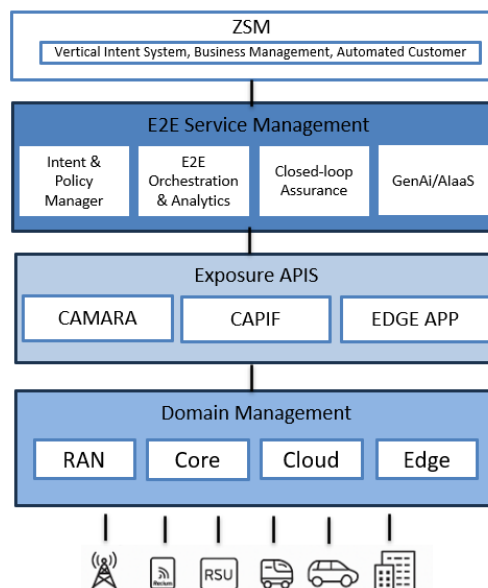 ZSM
Vertical Intent System, Business Management, Automated Customer
E2E Service Management
Intent &
Policy
Manager
E2E
Orchestration
& Analytics
Closed-loop
Assurance
GenAi/AIaaS
Exposure APIS
CAMARA
CAPIF
EDGE APP
Domain Management
RAN
Core
Cloud
Edge
RSU